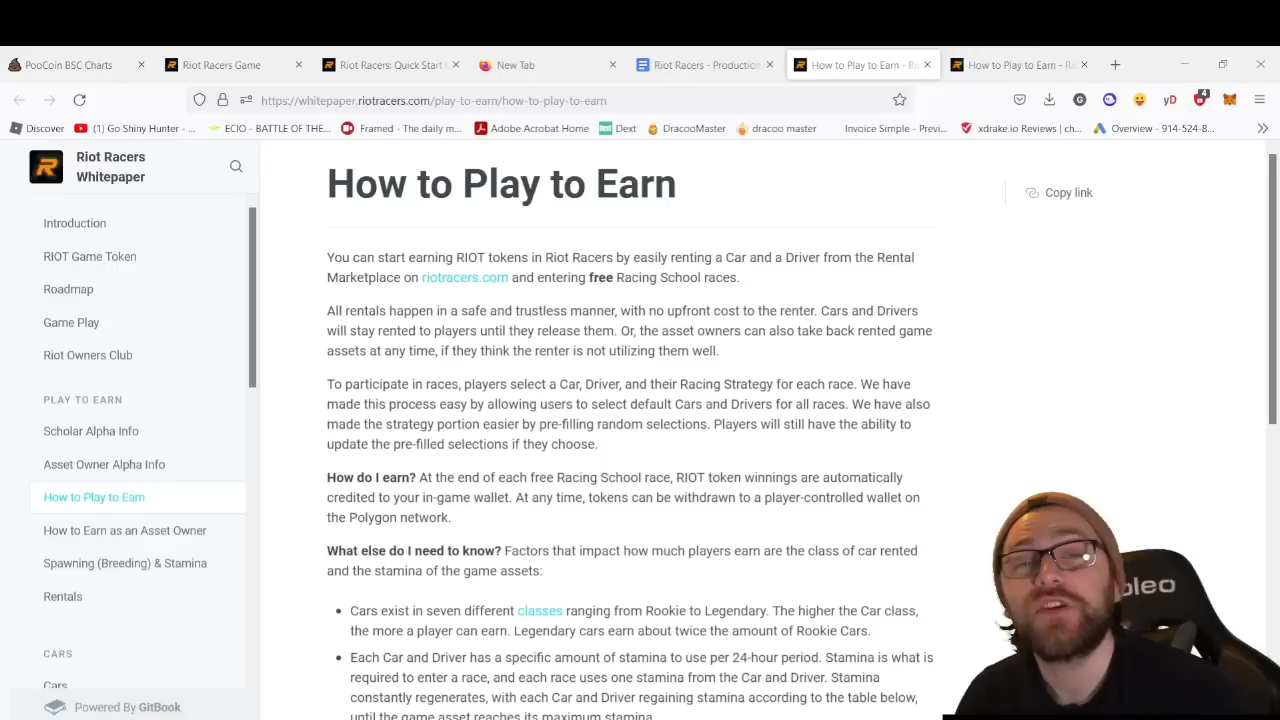 PooCoin BSC Charts
Riot Racers Game
Riot Racers: Quick Start
New Tab
Riot Racers - Production
How to Play to Earn - Ri
How to Play to Earn - Ri
https://whitepaper.riotracers.com/play-to-earn/how-to-play-to-earn
4
yD
Discover
(1) Go Shiny Hunter - ...
ECIO - BATTLE OF THE...
Framed - The daily m...
Adobe Acrobat Home
Dext
DracooMaster
dracoo master
Invoice Simple - Previ...
xdrake.io Reviews | ch...
Overview - 914-524-8...
Riot Racers
Whitepaper
Introduction
RIOT Game Token
Roadmap
Game Play
Riot Owners Club
PLAY TO EARN
Scholar Alpha Info
Asset Owner Alpha Info
How to Play to Earn
How to Earn as an Asset Owner
Spawning (Breeding) & Stamina
Rentals
CARS
Cars
Powered By GitBook
How to Play to Earn
Copy link
You can start earning RIOT tokens in Riot Racers by easily renting a Car and a Driver from the Rental
Marketplace on riotracers.com and entering free Racing School races.
All rentals happen in a safe and trustless manner, with no upfront cost to the renter. Cars and Drivers
will stay rented to players until they release them. Or, the asset owners can also take back rented game
assets at any time, if they think the renter is not utilizing them well.
To participate in races, players select a Car, Driver, and their Racing Strategy for each race. We have
made this process easy by allowing users to select default Cars and Drivers for all races. We have also
made the strategy portion easier by pre-filling random selections. Players will still have the ability to
update the pre-filled selections if they choose.
How do I earn? At the end of each free Racing School race, RIOT token winnings are automatically
credited to your in-game wallet. At any time, tokens can be withdrawn to a player-controlled wallet on
the Polygon network.
What else do I need to know? Factors that impact how much players earn are the class of car rented
and the stamina of the game assets:
• Cars exist in seven different classes ranging from Rookie to Legendary. The higher the Car class,
the more a player can earn. Legendary cars earn about twice the amount of Rookie Cars.
• Each Car and Driver has a specific amount of stamina to use per 24-hour period. Stamina is what is
required to enter a race, and each race uses one stamina from the Car and Driver. Stamina
constantly regenerates, with each Car and Driver regaining stamina according to the table below,
until the game asset reaches its maximum stamina.